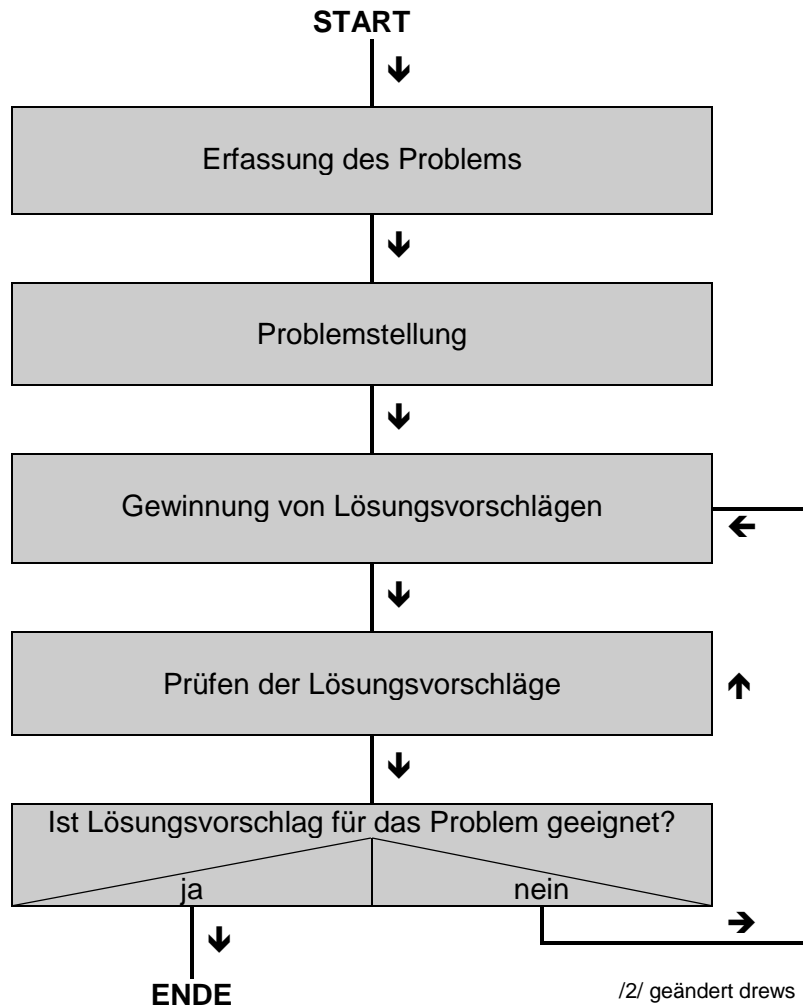 START
Erfassung des Problems
Problemstellung
Gewinnung von Lösungsvorschlägen
Prüfen der Lösungsvorschläge
Ist Lösungsvorschlag für das Problem geeignet?
ja
nein
ENDE
/2/ geändert drews